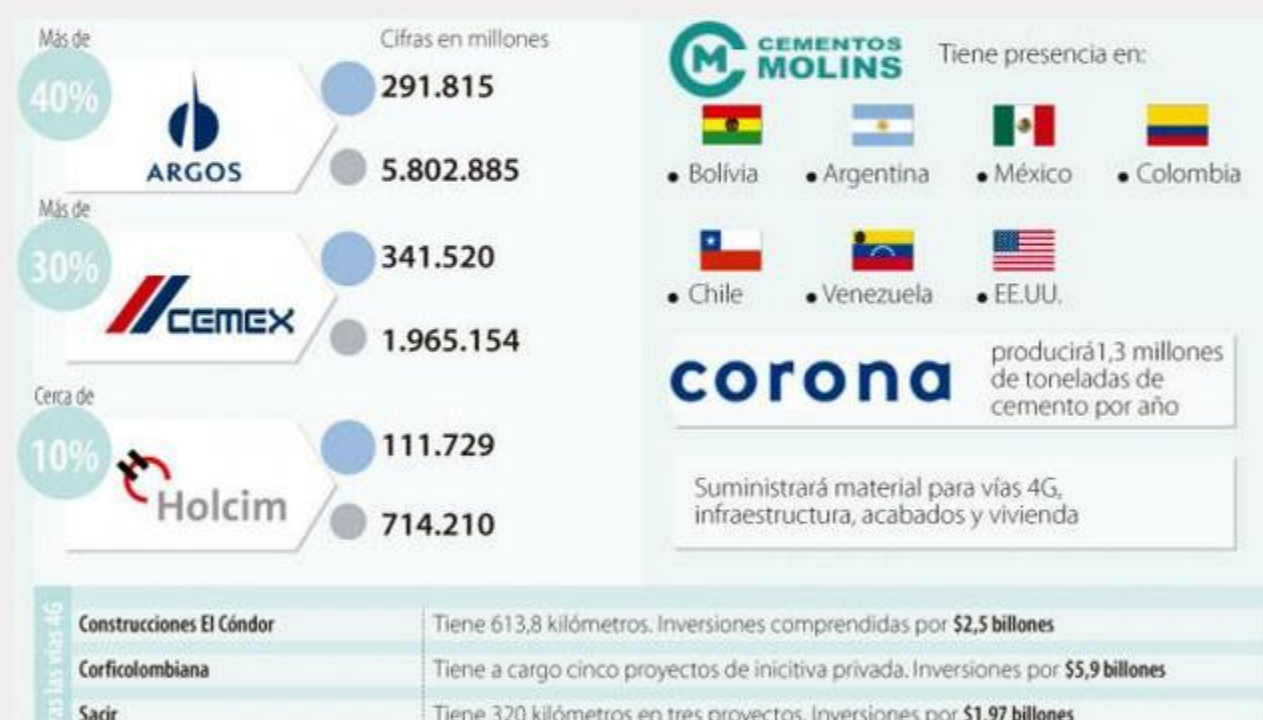 Más de
40%
ARGOS
Cifras en millones
291.815
5.802.885
Más de
30%
CEMEX
341.520
1.965.154
Cerca de
10%
Holcim
111.729
714.210
CM CEMENTOS
MOLINS
Tiene presencia en:
• Bolívia • Argentina • México • Colombia
• Chile • Venezuela • EE.UU.
corona
producirá1,3 millones
de toneladas de
cemento por año
Suministrará material para vías 4G,
infraestructura, acabados y vivienda
las vías 4G
Construcciones El Cóndor Tiene 613,8 kilómetros. Inversiones comprendidas por $2,5 billones
Corficolombiana Tiene a cargo cinco proyectos de inicitiva privada. Inversiones por $5,9 billones
Sacir Tiene 320 kilómetros en tres proyectos. Inversiones por $1,97 billones